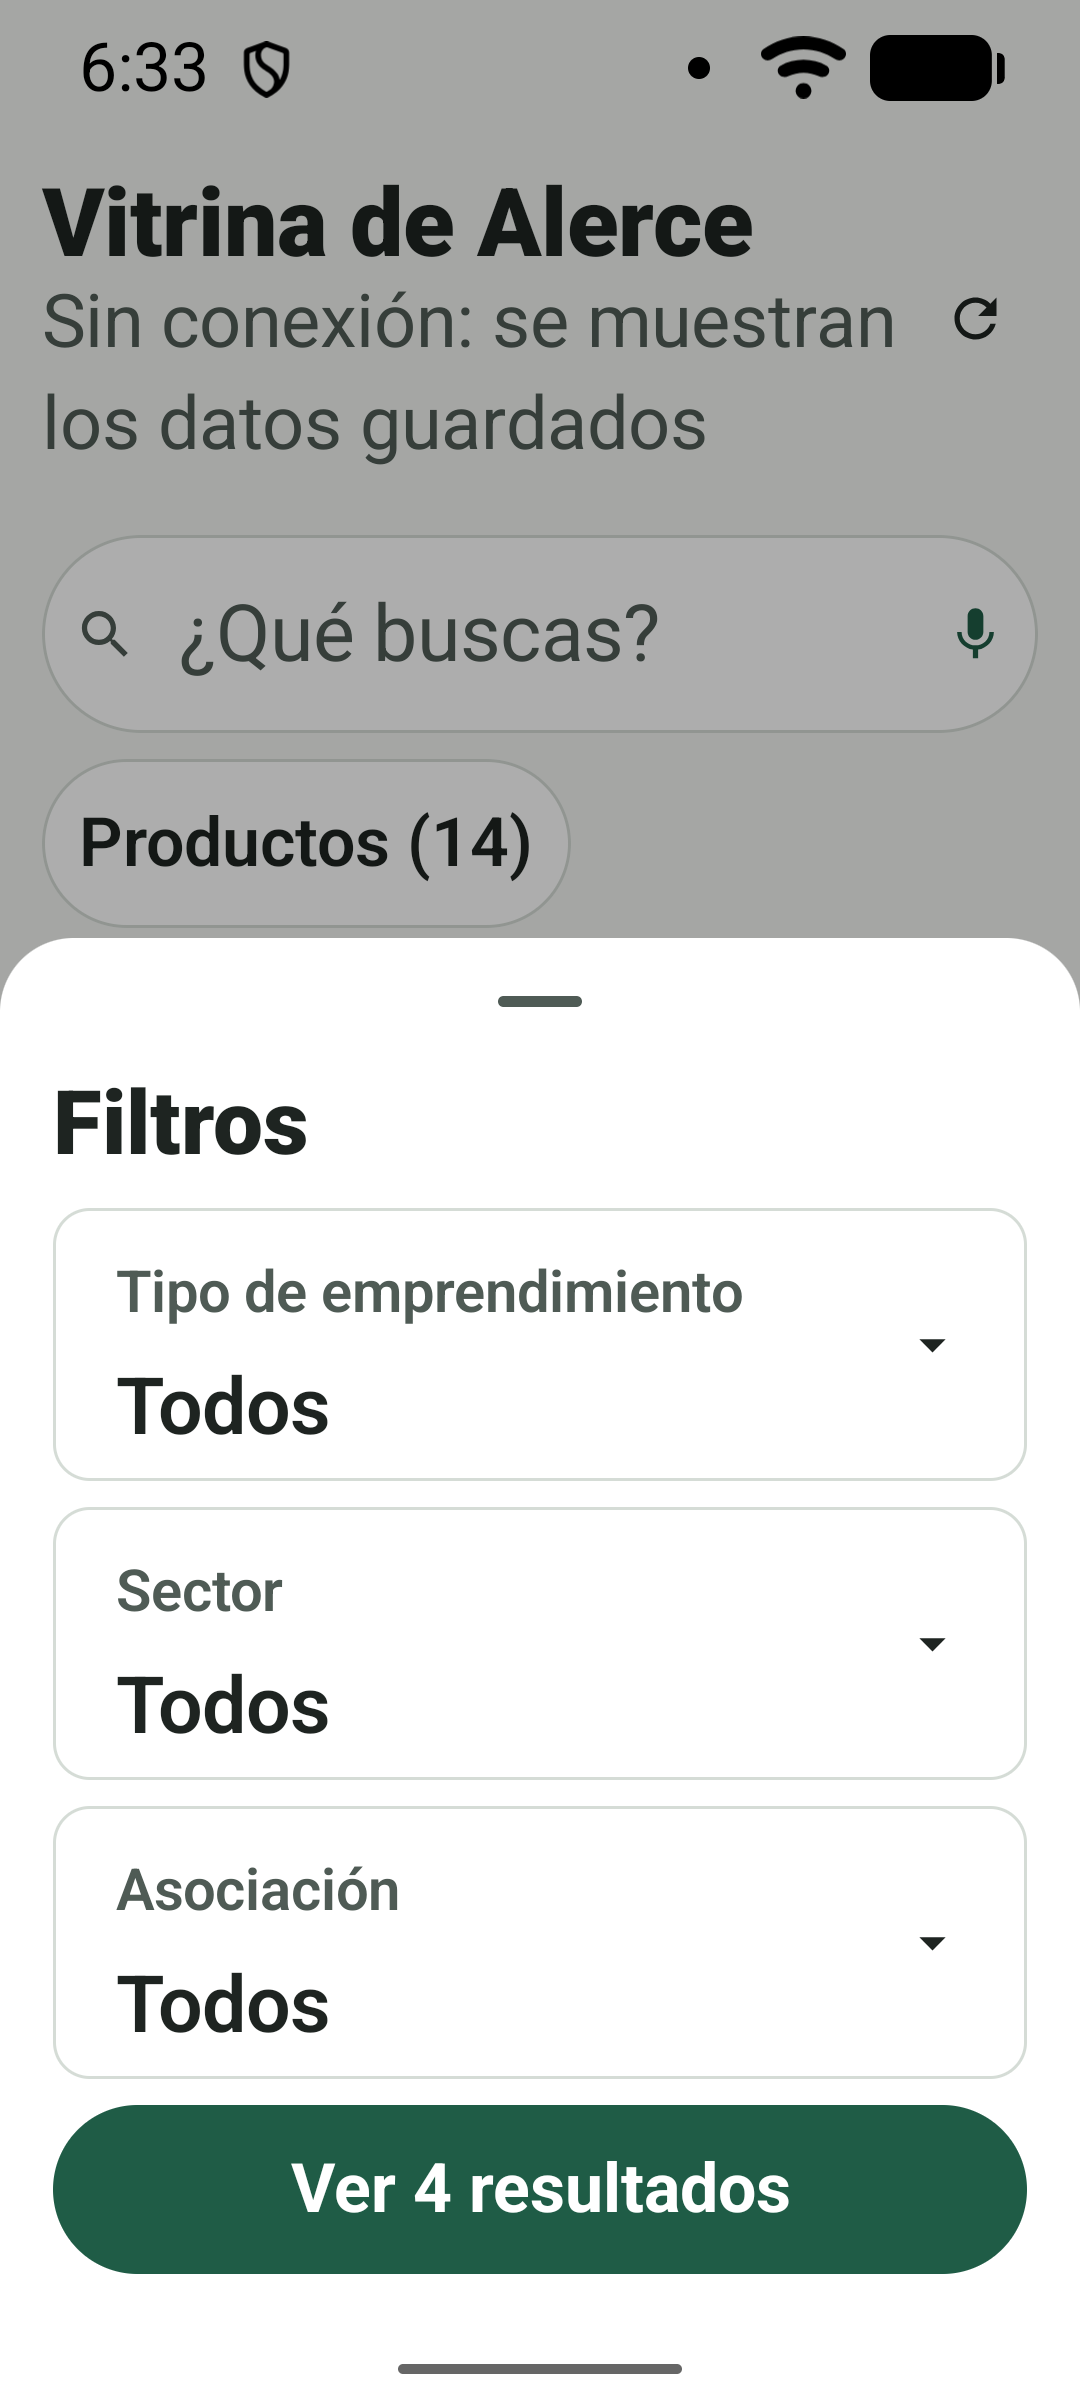 6:33
Vitrina de Alerce
Sin conexión: se muestran
los datos guardados
¿Qué buscas?
Productos (14)
Filtros
Tipo de emprendimiento
Todos
Sector
Todos
Asociación
Todos
Ver 4 resultados